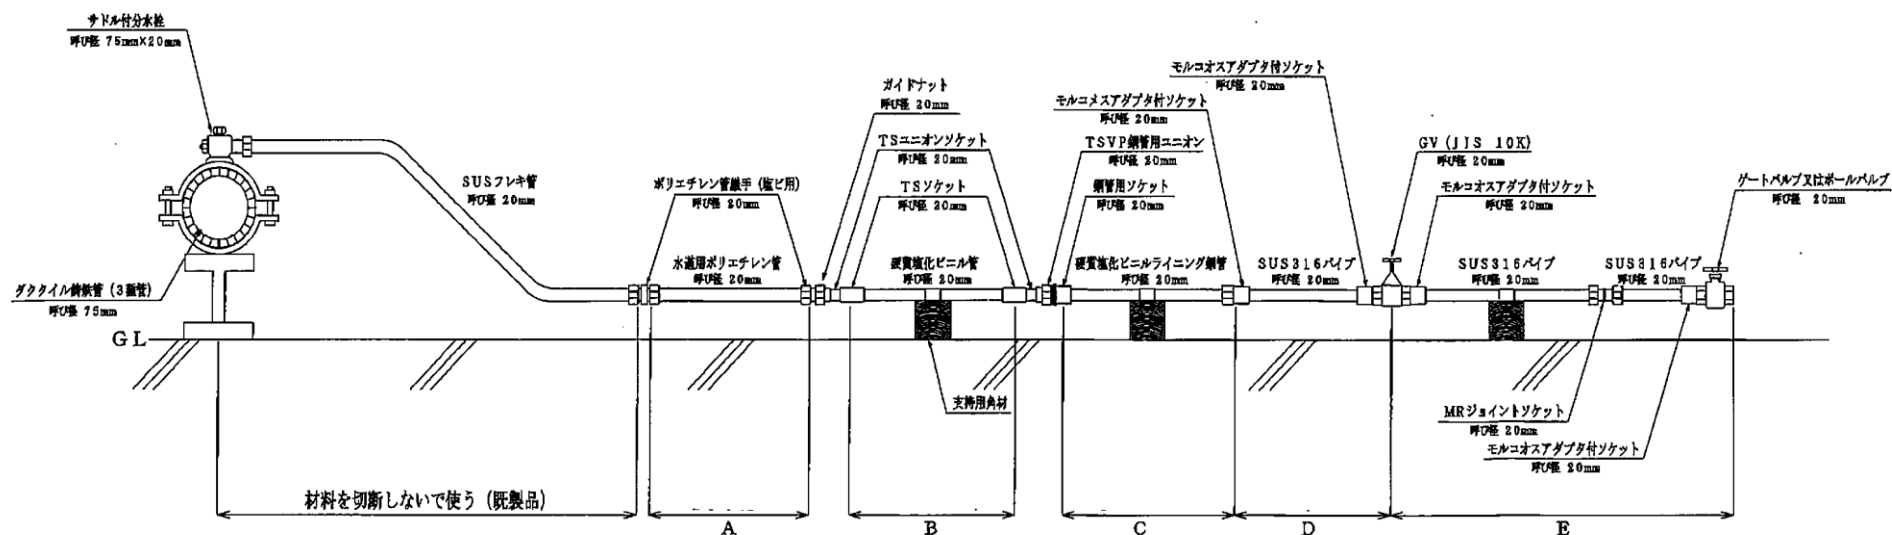 サドル付分水栓
呼び径 75mm×20mm
SUSフレキ管
呼び径 20mm
ダクタイル鋳鉄管(3種管)
呼び径 75mm
GL
ポリエチレン管継手(塩ビ用)
呼び径 20mm
水道用ポリエチレン管
呼び径 20mm
ガイドナット
呼び径 20mm
TSユニオンソケット
呼び径 20mm
TSソケット
呼び径 20mm
硬質塩化ビニル管
呼び径 20mm
支持用角材
モルコメスアダプタ付ソケット
呼び径 20mm
TSVP鋼管用ユニオン
呼び径 20mm
鋼管用ソケット
呼び径 20mm
硬質塩化ビニルライニング鋼管
呼び径 20mm
モルコオスアダプタ付ソケット
呼び径 20mm
SUS316パイプ
呼び径 20mm
GV(JIS 10K)
呼び径 20mm
モルコオスアダプタ付ソケット
呼び径 20mm
SUS316パイプ
呼び径 20mm
SUS316パイプ
呼び径 20mm
ゲートバルブ又はボールバルブ
呼び径 20mm
MRジョイントソケット
呼び径 20mm
モルコオスアダプタ付ソケット
呼び径 20mm
材料を切断しないで使う(既製品)
A
B
C
D
E